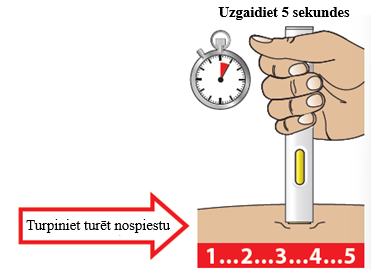 Uzgaidiet 5 sekundes
Turpiniet turēt nospiestu
1...2...3...4...5